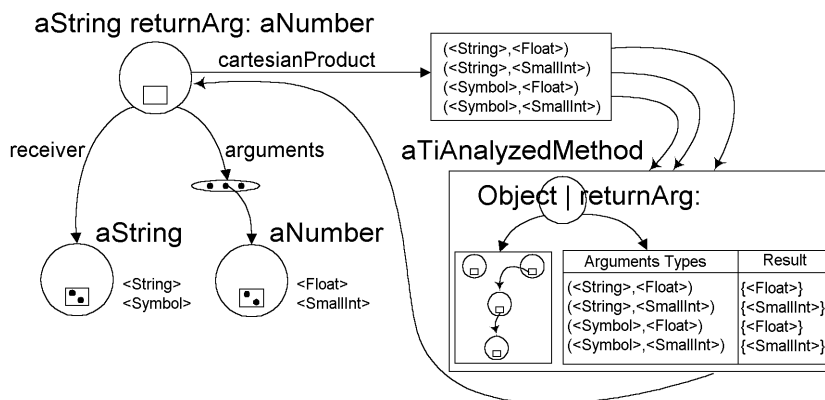 aString returnArg: aNumber
cartesianProduct
(<String>,<Float>)
(<String>,<SmallInt>)
(<Symbol>,<Float>)
(<Symbol>,<SmallInt>)
receiver
arguments
aString
<String>
<Symbol>
aNumber
<Float>
<SmallInt>
aTiAnalyzedMethod
Object | returnArg:
Arguments Types Result
(<String>,<Float>) {<Float>}
(<String>,<SmallInt>) {<SmallInt>}
(<Symbol>,<Float>) {<Float>}
(<Symbol>,<SmallInt>) {<SmallInt>}